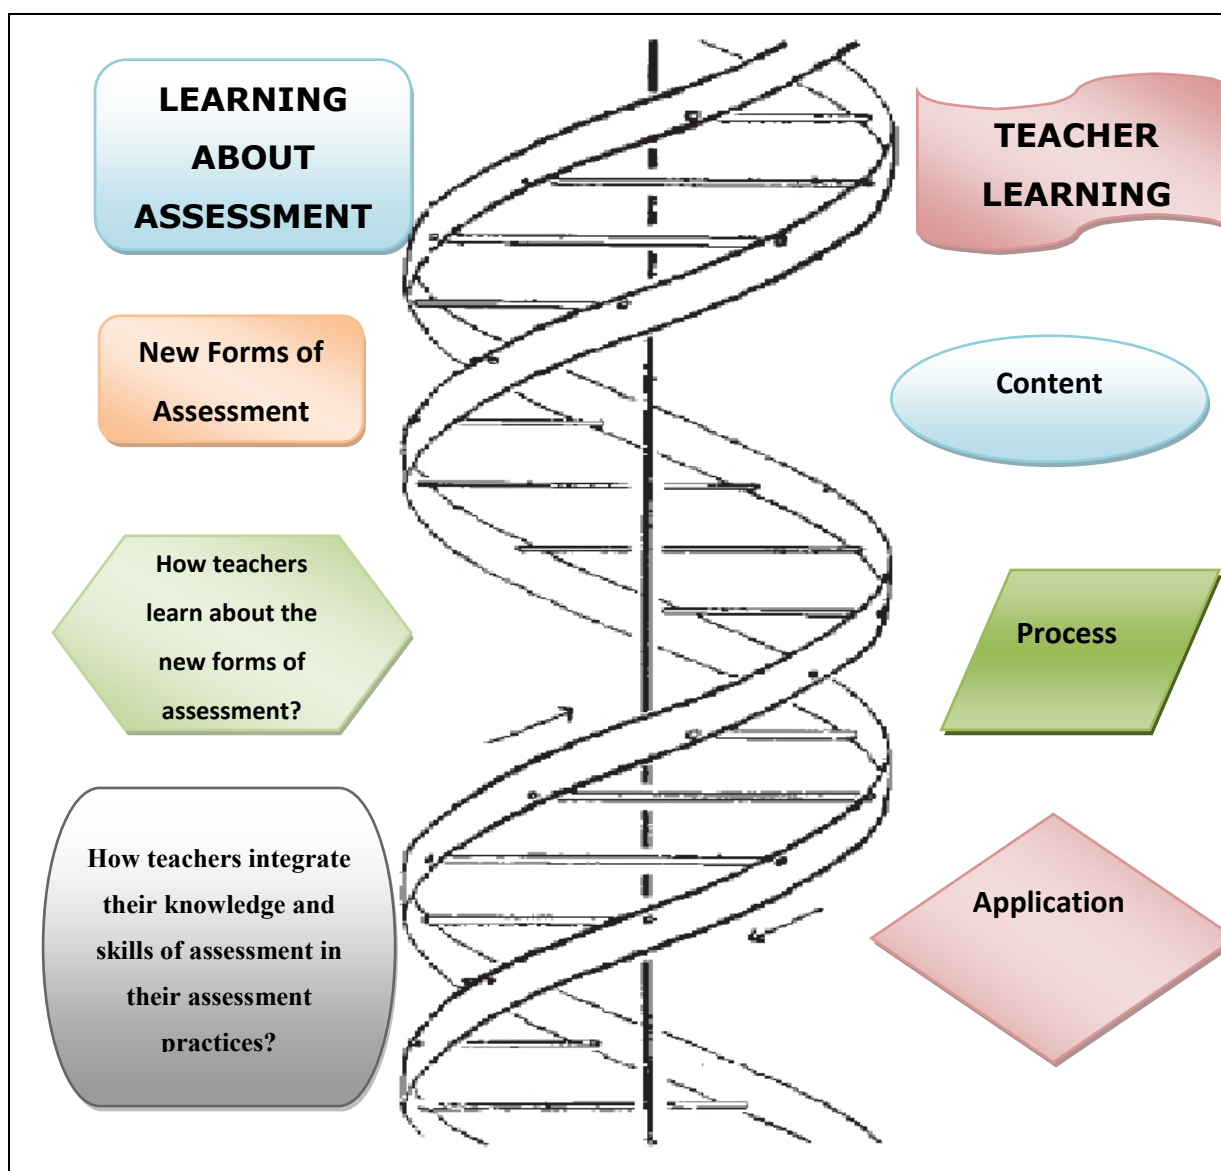 LEARNING
ABOUT
ASSESSMENT
TEACHER
LEARNING
New Forms of
Assessment
Content
How teachers
learn about the
new forms of
assessment?
Process
How teachers integrate
their knowledge and
skills of assessment in
their assessment
practices?
Application